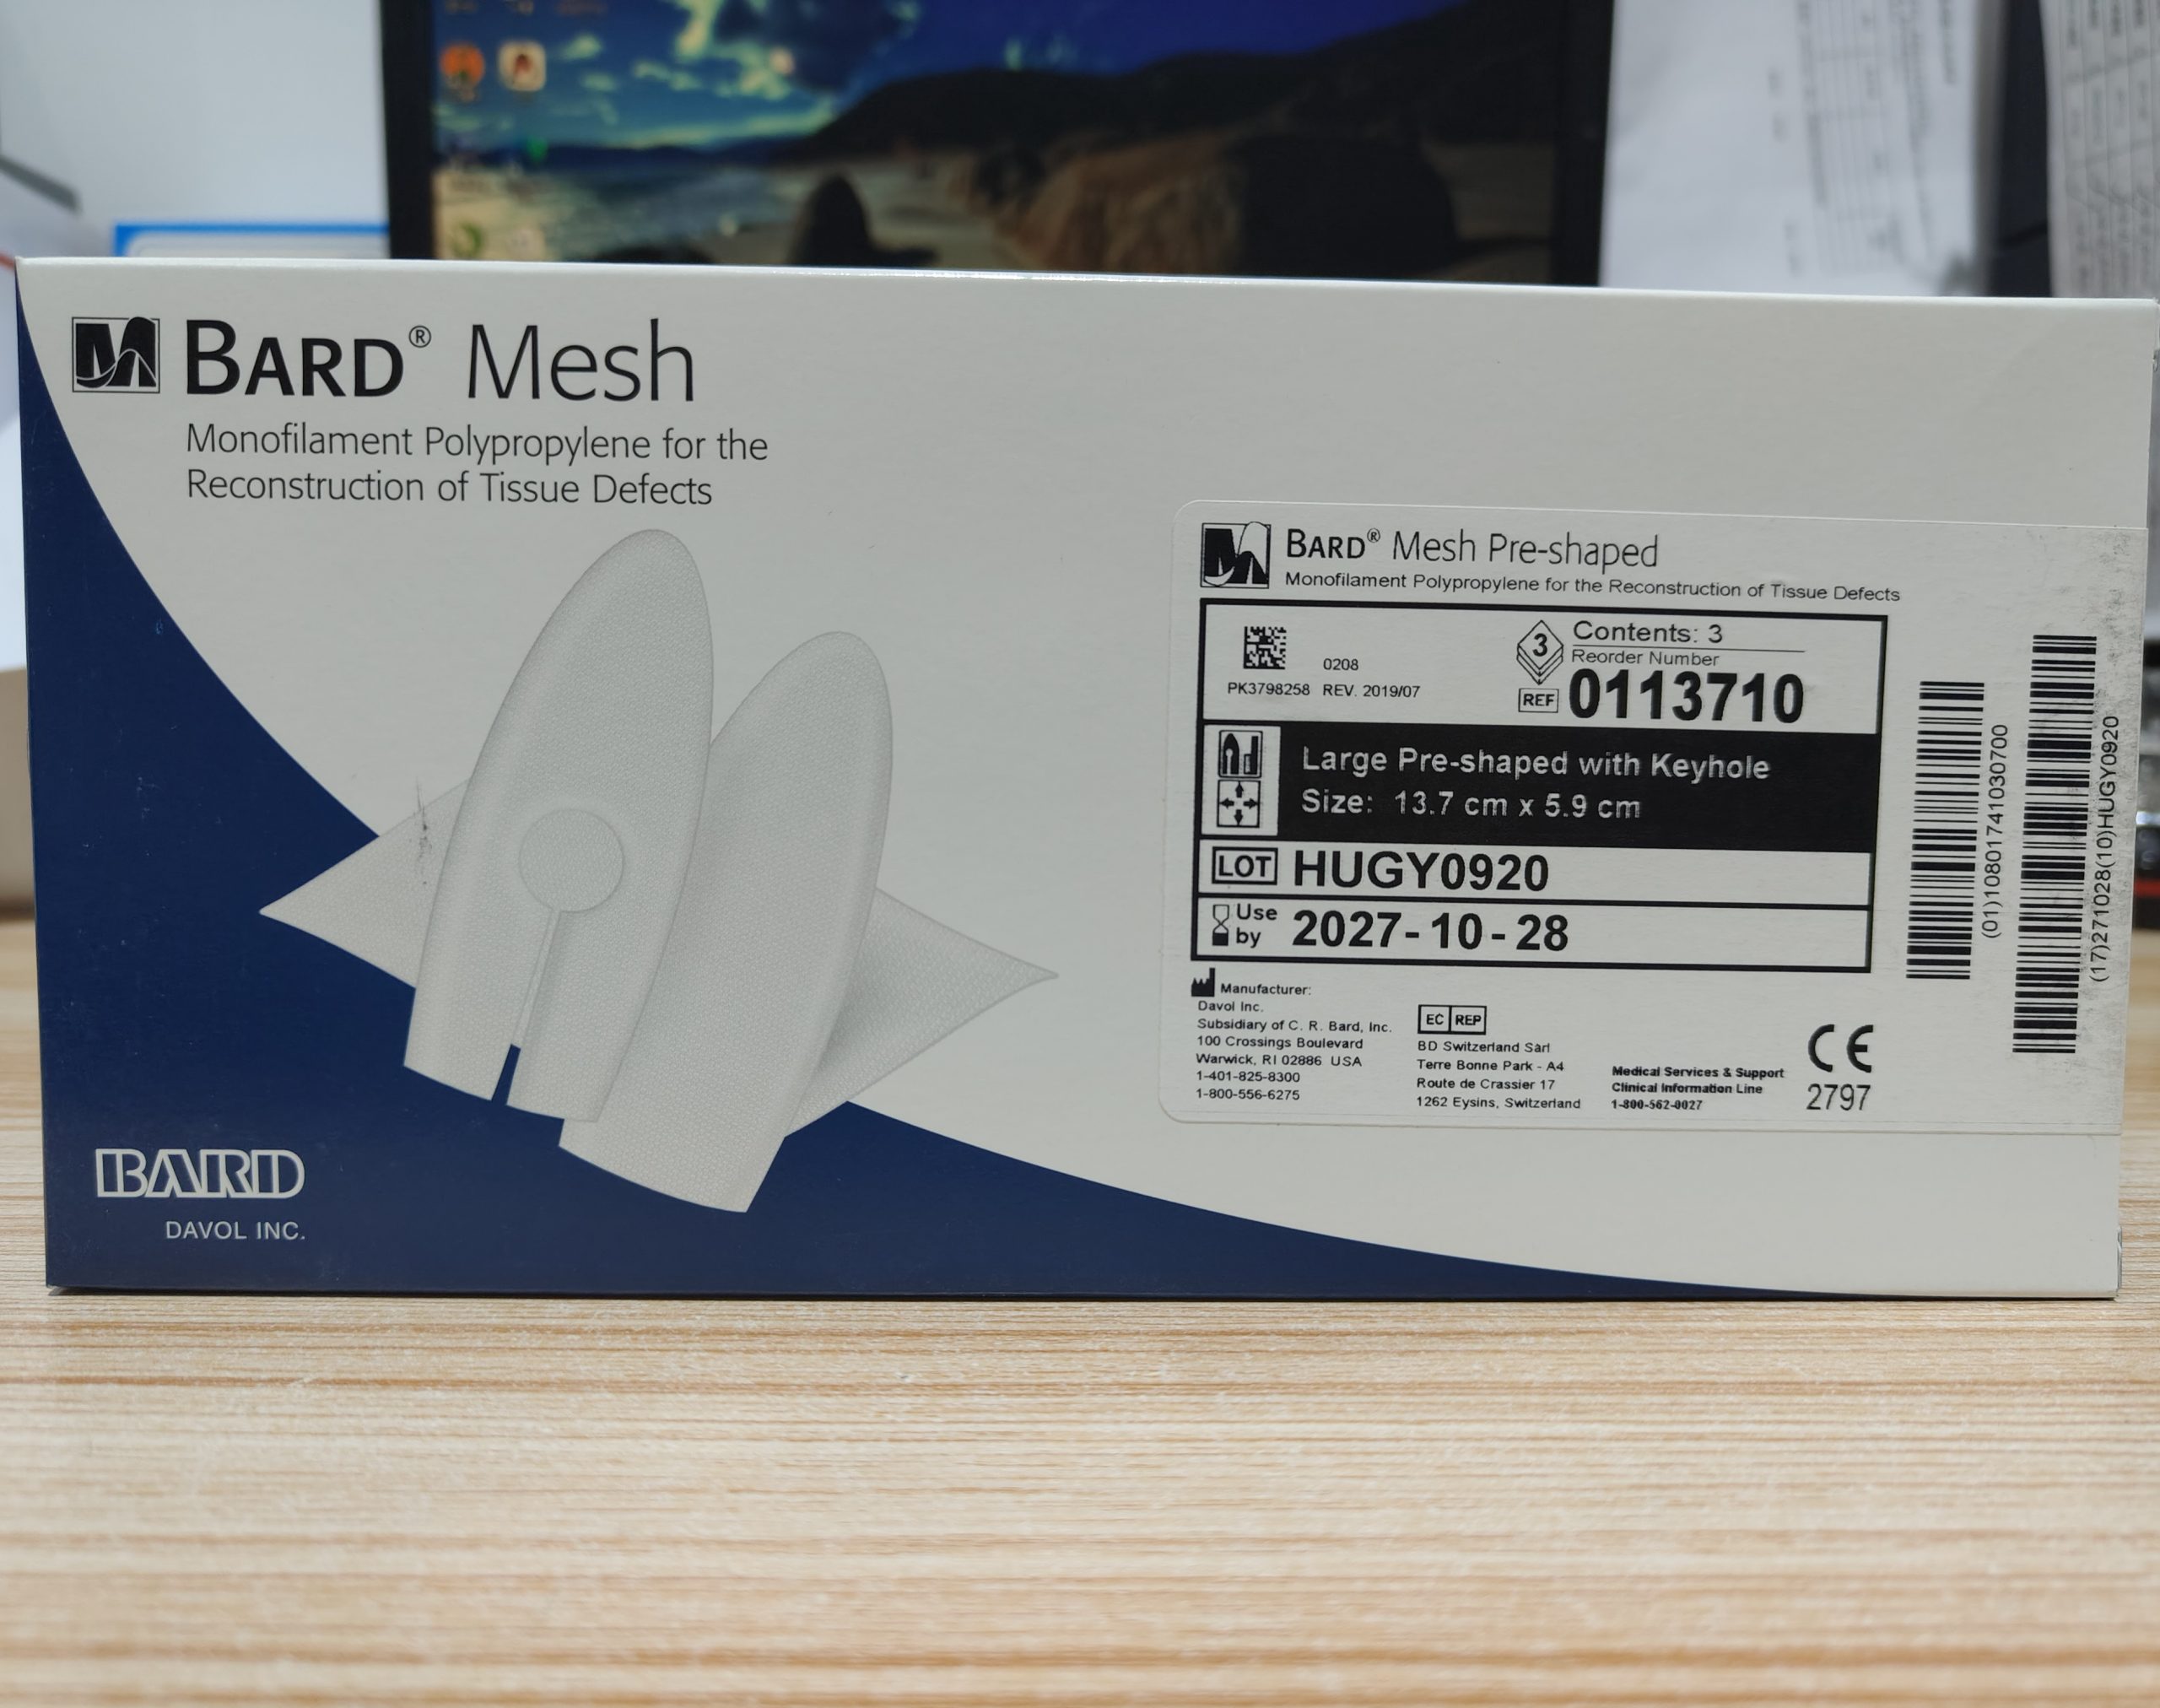 BARD® Mesh
Monofilament Polypropylene for the
Reconstruction of Tissue Defects
BARD® Mesh Pre-shaped
Monofilament Polypropylene for the Reconstruction of Tissue Defects
3
Contents: 3
Reorder Number
0208
PK3798258 REV. 2019/07
REF 0113710
Large Pre-shaped with Keyhole
Size: 13.7 cm x 5.9 cm
LOT HUGY0920
Use
by 2027-10-28
Manufacturer:
Davol Inc.
Subsidiary of C. R. Bard, Inc.
100 Crossings Boulevard
Warwick, RI 02886 USA
1-401-825-8300
1-800-556-6275
EC REP
BD Switzerland Sàrl
Terre Bonne Park - A4
Route de Crassier 17
1262 Eysins, Switzerland
Medical Services & Support
Clinical Information Line
1-800-562-0027
CE
2797
(01)10801741030700
(17)271028(10)HUGY0920
BARD
DAVOL INC.